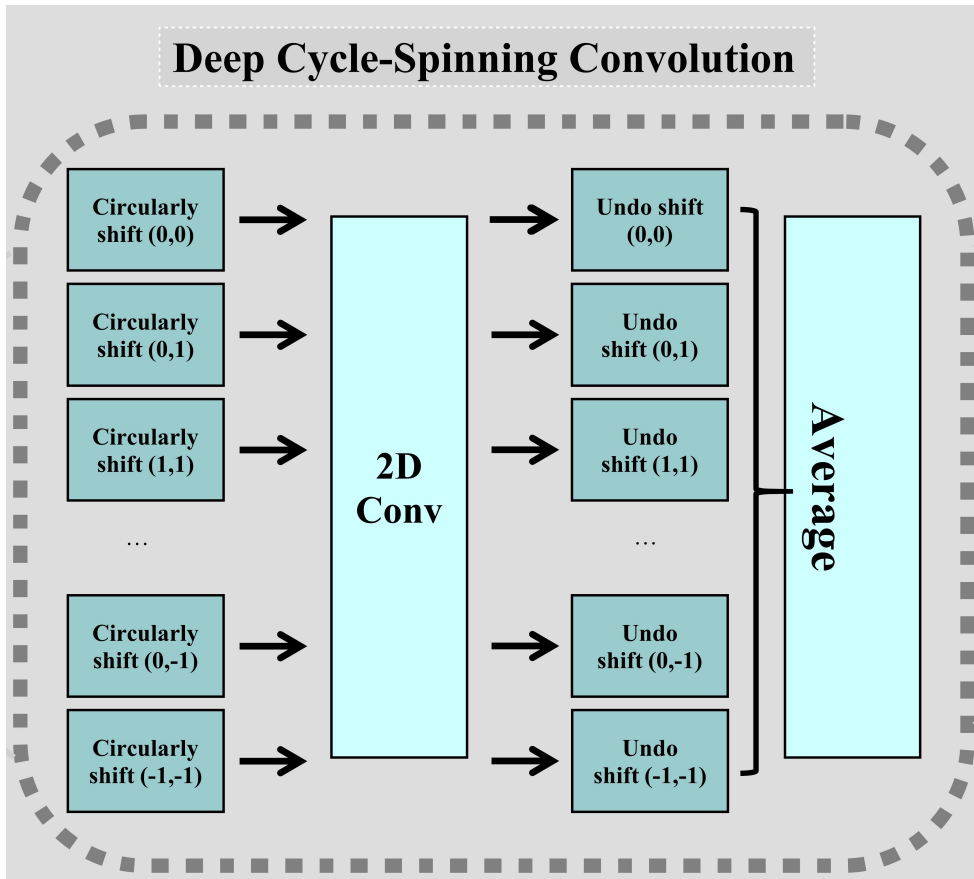 Deep Cycle-Spinning Convolution
Circularly
shift (0,0)
Circularly
shift (0,1)
Circularly
shift (1,1)
...
Circularly
shift (0,-1)
Circularly
shift (-1,-1)
2D
Conv
Undo shift
(0,0)
Undo
shift (0,1)
Undo
shift (1,1)
...
Undo
shift (0,-1)
Undo
shift (-1,-1)
Average